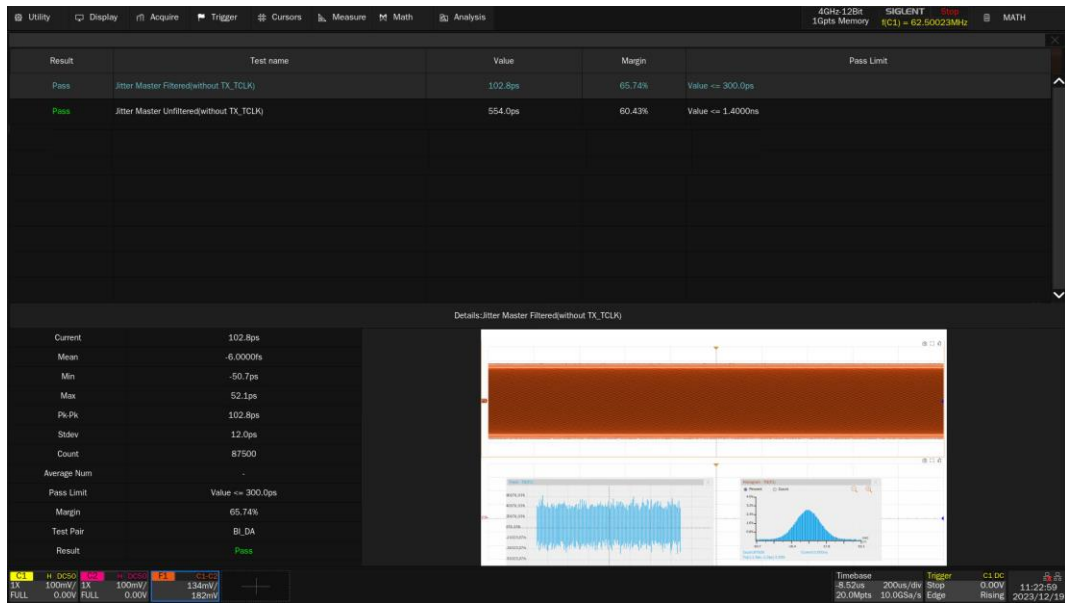 Utility Display Acquire Trigger Cursors Measure Math Analysis 4GHz-12Bit SIGLENT Stop MATH
1Gpts Memory f(C1) = 62.50023MHz
Result Test name Value Margin Pass Limit
Pass Jitter Master Filtered(without TX_TCLK) 102.8ps 65.74% Value <= 300.0ps
Pass Jitter Master Unfiltered(without TX_TCLK) 554.0ps 60.43% Value <= 1.4000ns
Details:Jitter Master Filtered(without TX_TCLK)
Current 102.8ps
Mean -6.0000fs
Min -50.7ps
Max 52.1ps
Pk-Pk 102.8ps
Stdev 12.0ps
Count 87500
Average Num -
Pass Limit Value <= 300.0ps
Margin 65.74%
Test Pair BI_DA
Result Pass
C1 H DC50 C2 H DC50 F1 C1-C2 Timebase Trigger C1 DC
1X 100mV/ 1X 100mV/ 134mV/ -8.52us 200us/div Stop 0.00V 11:22:59
FULL 0.00V FULL 0.00V 182mV 20.0Mpts 10.0GSa/s Edge Rising 2023/12/19